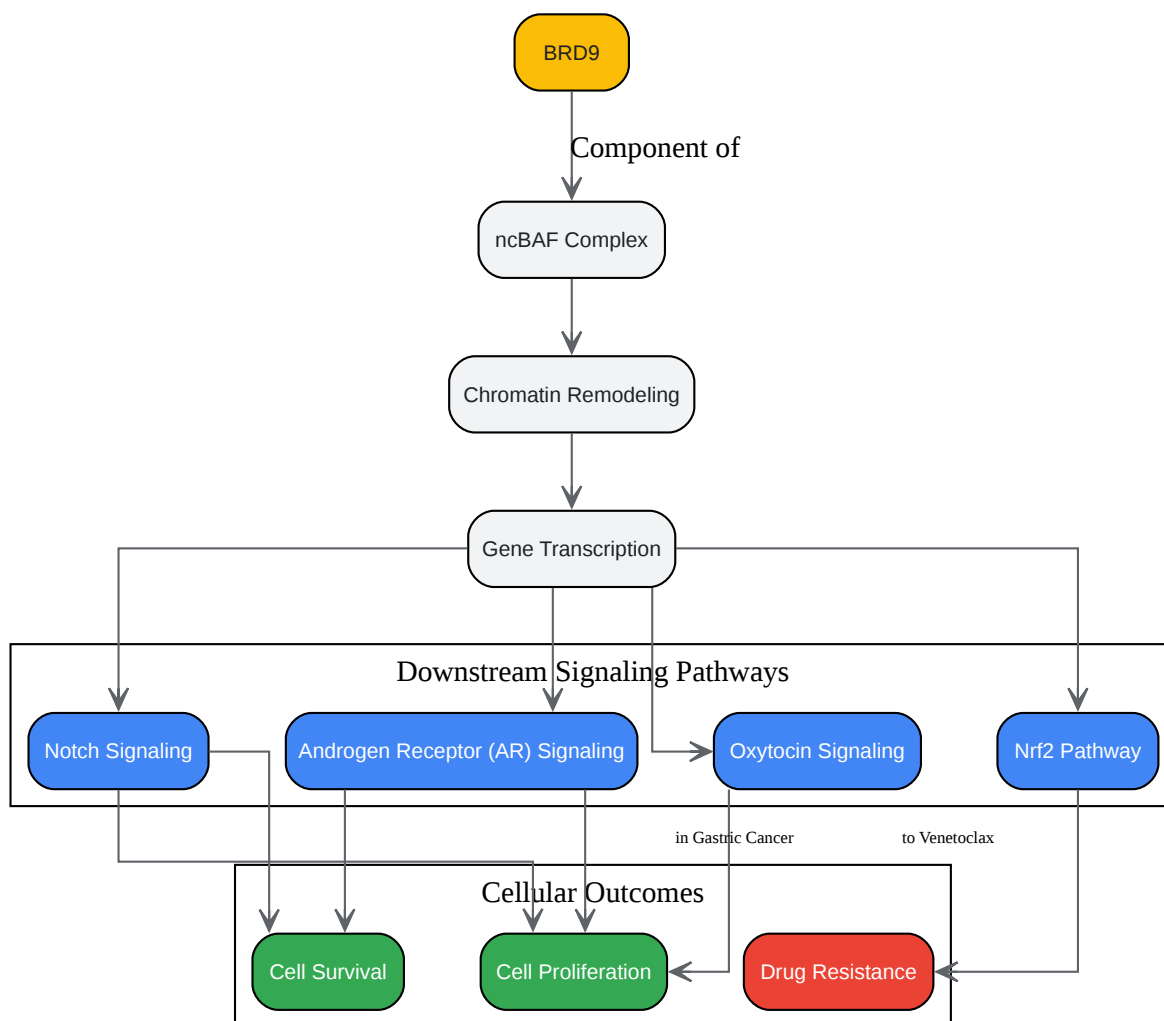 BRD9
Component of
ncBAF Complex
Chromatin Remodeling
Gene Transcription
Downstream Signaling Pathways
Notch Signaling
Androgen Receptor (AR) Signaling
Oxytocin Signaling
Nrf2 Pathway
in Gastric Cancer
to Venetoclax
Cellular Outcomes
Cell Survival
Cell Proliferation
Drug Resistance